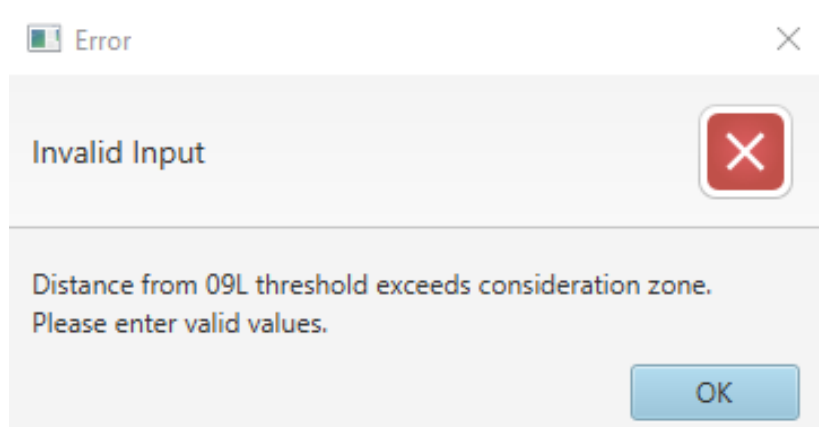 Error
Invalid Input
Distance from 09L threshold exceeds consideration zone.
Please enter valid values.
OK